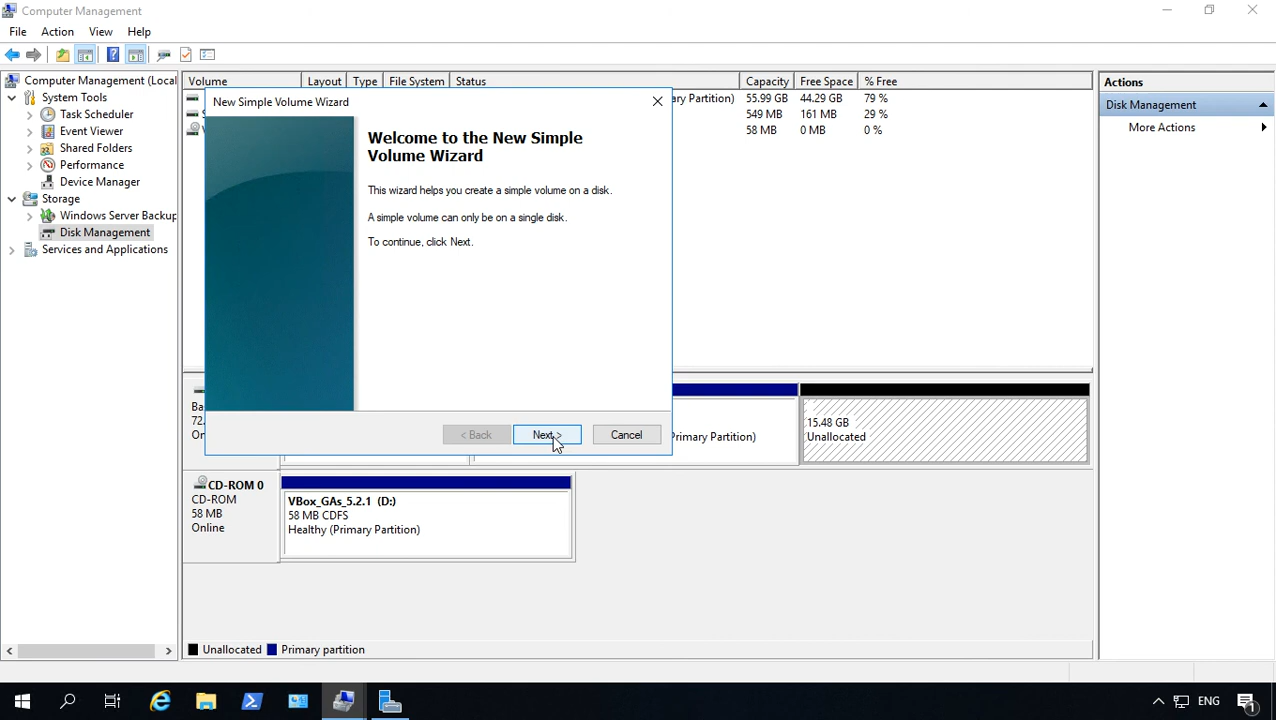 Computer Management
File Action View Help
Computer Management (Local
System Tools
Task Scheduler
Event Viewer
Shared Folders
Performance
Device Manager
Storage
Windows Server Backup
Disk Management
Services and Applications
Volume Layout Type File System Status Capacity Free Space % Free
ary Partition) 55.99 GB 44.29 GB 79 %
549 MB 161 MB 29 %
58 MB 0 MB 0 %
New Simple Volume Wizard
Welcome to the New Simple
Volume Wizard
This wizard helps you create a simple volume on a disk.
A simple volume can only be on a single disk.
To continue, click Next.
< Back Next > Cancel
Ba
72.
On
Primary Partition)
15.48 GB
Unallocated
CD-ROM 0
CD-ROM
58 MB
Online
VBox_GAs_5.2.1 (D:)
58 MB CDFS
Healthy (Primary Partition)
Unallocated Primary partition
Actions
Disk Management
More Actions
ENG
1